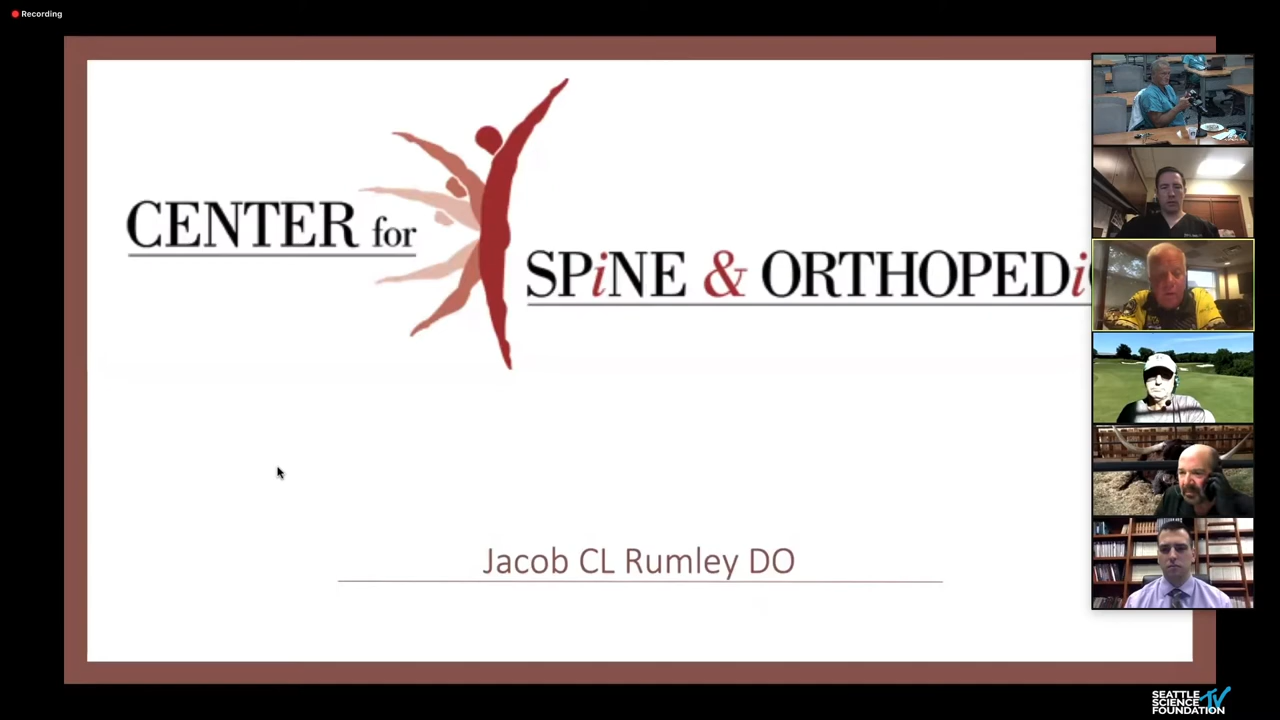 Recording
CENTER for
SPiNE & ORTHOPEDi
Jacob CL Rumley DO
SEATTLE
SCIENCE
FOUNDATION
TV